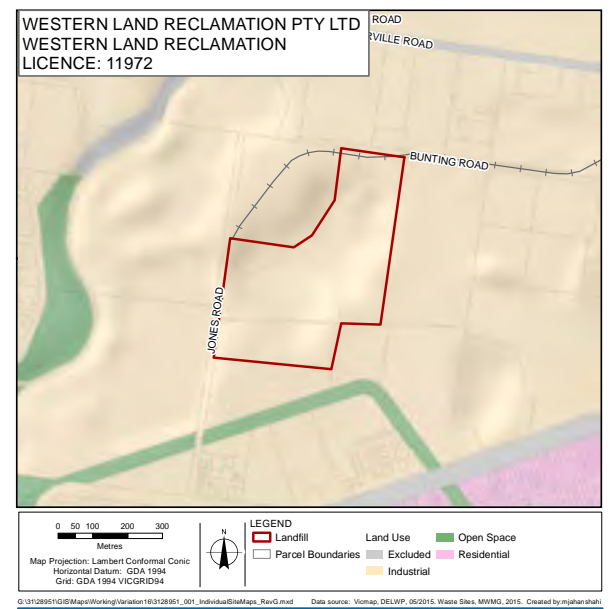 WESTERN LAND RECLAMATION PTY LTD
WESTERN LAND RECLAMATION
LICENCE: 11972
ROAD
RVILLE ROAD
BUNTING ROAD
JONES ROAD
0 50 100 200 300
Metres
Map Projection: Lambert Conformal Conic
Horizontal Datum: GDA 1994
Grid: GDA 1994 VICGRID94
N
LEGEND
Landfill
Parcel Boundaries
Land Use
Excluded
Industrial
Open Space
Residential
G:\31\28951\GIS\Maps\Working\Variation16\3128951_001_IndividualSiteMaps_RevG.mxd
Data source: Vicmap, DELWP, 05/2015. Waste Sites, MWMG, 2015. Created by:mjahanshahi